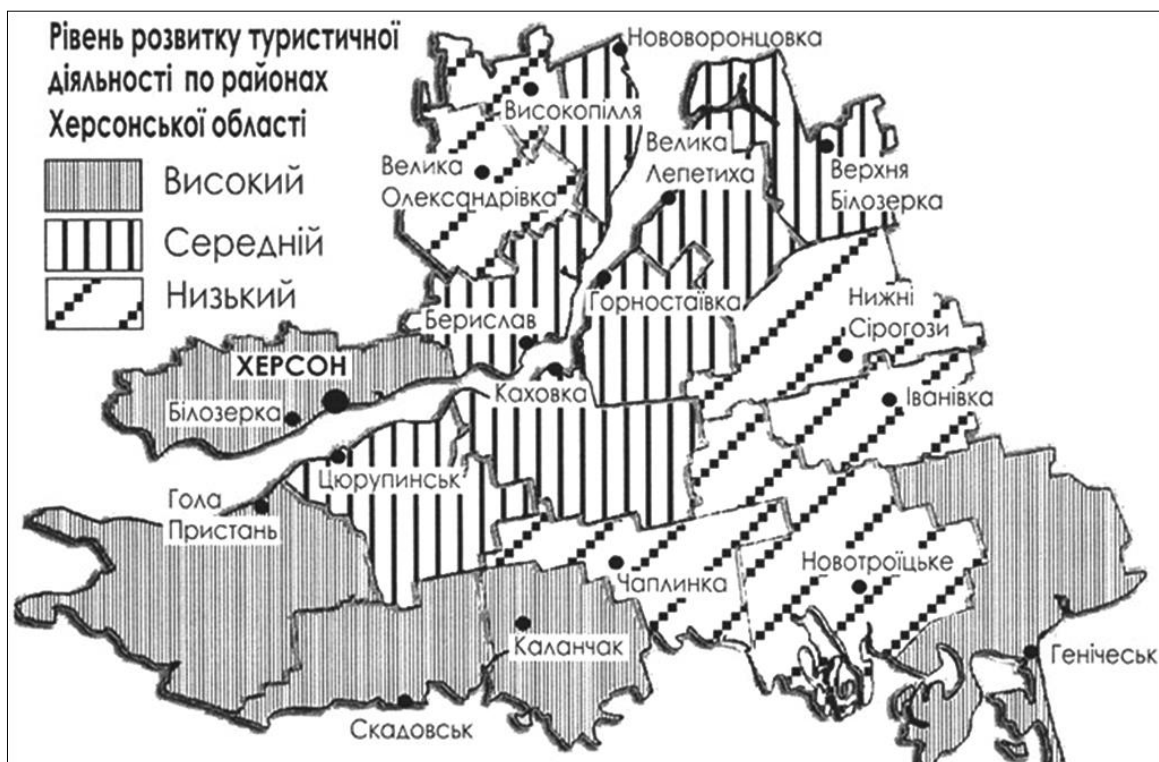 Рівень розвитку туристичної
діяльності по районах
Херсонської області
Високий
Середній
Низький
Нововоронцовка
Високопілля
Велика
Олександрівка
Велика
Лепетиха
Верхня
Білозерка
Горностаївка
Нижні
Сірогози
Берислав
ХЕРСОН
Білозерка
Каховка
Іванівка
Цюрупинськ
Гола
Пристань
Чаплинка
Новотроїцьке
Каланчак
Генічеськ
Скадовськ